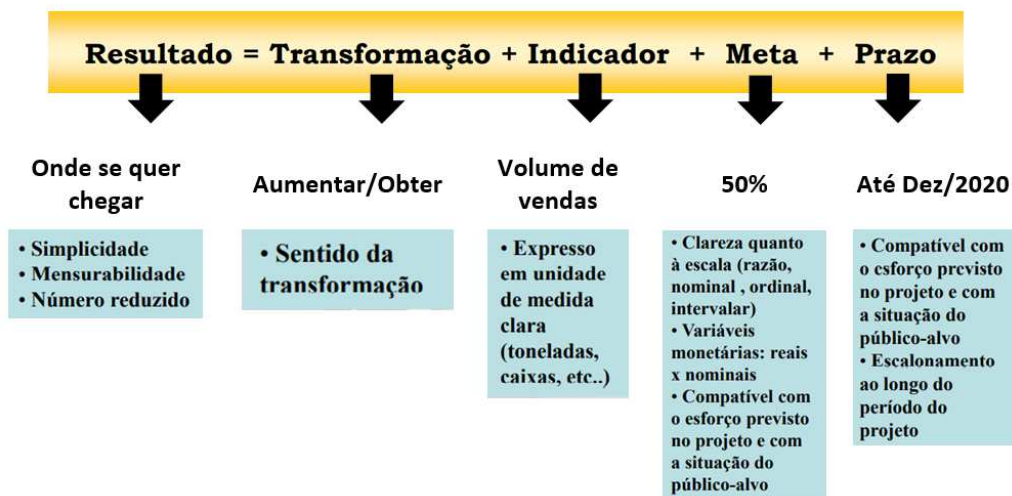 Resultado = Transformação + Indicador + Meta + Prazo
Onde se quer
chegar
• Simplicidade
• Mensurabilidade
• Número reduzido
Aumentar/Obter
• Sentido da
transformação
Volume de
vendas
• Expresso
em unidade
de medida
clara
(toneladas,
caixas, etc..)
50%
• Clareza quanto
à escala (razão,
nominal , ordinal,
intervalar)
• Variáveis
monetárias: reais
x nominais
• Compatível com
o esforço previsto
no projeto e com
a situação do
público-alvo
Até Dez/2020
• Compatível com
o esforço previsto
no projeto e com
a situação do
público-alvo
• Escalonamento
ao longo do
período do
projeto